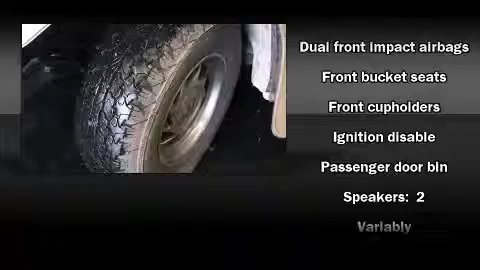 Dual front impact airbags
Front bucket seats
Front cupholders
Ignition disable
Passenger door bin
Speakers: 2
Variably